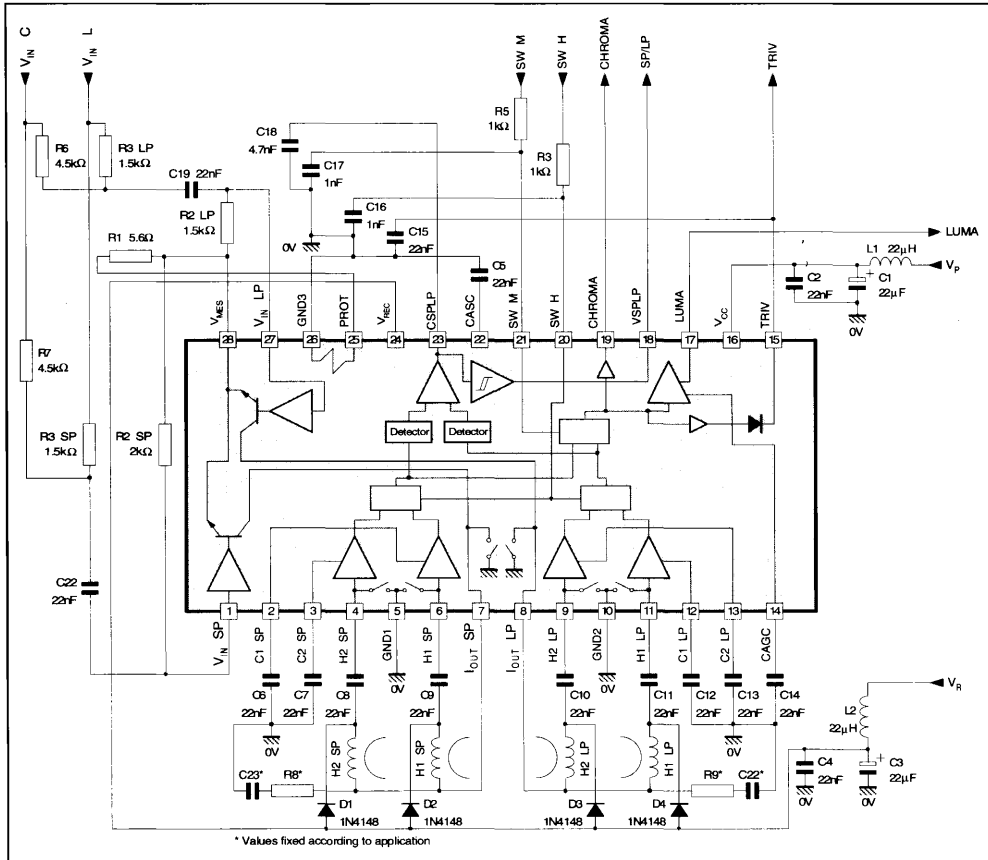 V_IN C
V_IN L
SW M
SW H
CHROMA
SP/LP
TRIV
R6
4.5kΩ
R3 LP
1.5kΩ
C19 22nF
R2 LP
1.5kΩ
R1 5.6Ω
C18
4.7nF
C17
1nF
C16
1nF
C15
22nF
C5
22nF
0V
R5
1kΩ
R3
1kΩ
LUMA
L1 22µH
V_P
C2
22nF
+
C1
22µF
0V
V_MES
V_IN LP
GND3
PROT
V_REC
CSPLP
CASC
SW M
SW H
CHROMA
VSPLP
LUMA
V_CC
TRIV
28 27 26 25 24 23 22 21 20 19 18 17 16 15
R7
4.5kΩ
R3 SP
1.5kΩ
R2 SP
2kΩ
Detector
Detector
C22
22nF
1 2 3 4 5 6 7 8 9 10 11 12 13 14
V_IN SP
C1 SP
C2 SP
H2 SP
GND1
H1 SP
I_OUT SP
I_OUT LP
H2 LP
GND2
H1 LP
C1 LP
C2 LP
CAGC
C6
22nF
C7
22nF
C8
22nF
0V
C9
22nF
C10
22nF
0V
C11
22nF
C12
22nF
C13
22nF
C14
22nF
0V
0V
V_R
L2
22µH
C4
22nF
+
C3
22µF
0V
0V
H2 SP
H1 SP
H2 LP
H1 LP
C23*
R8*
R9*
C22*
D1
1N4148
D2
1N4148
D3
1N4148
D4
1N4148
* Values fixed according to application